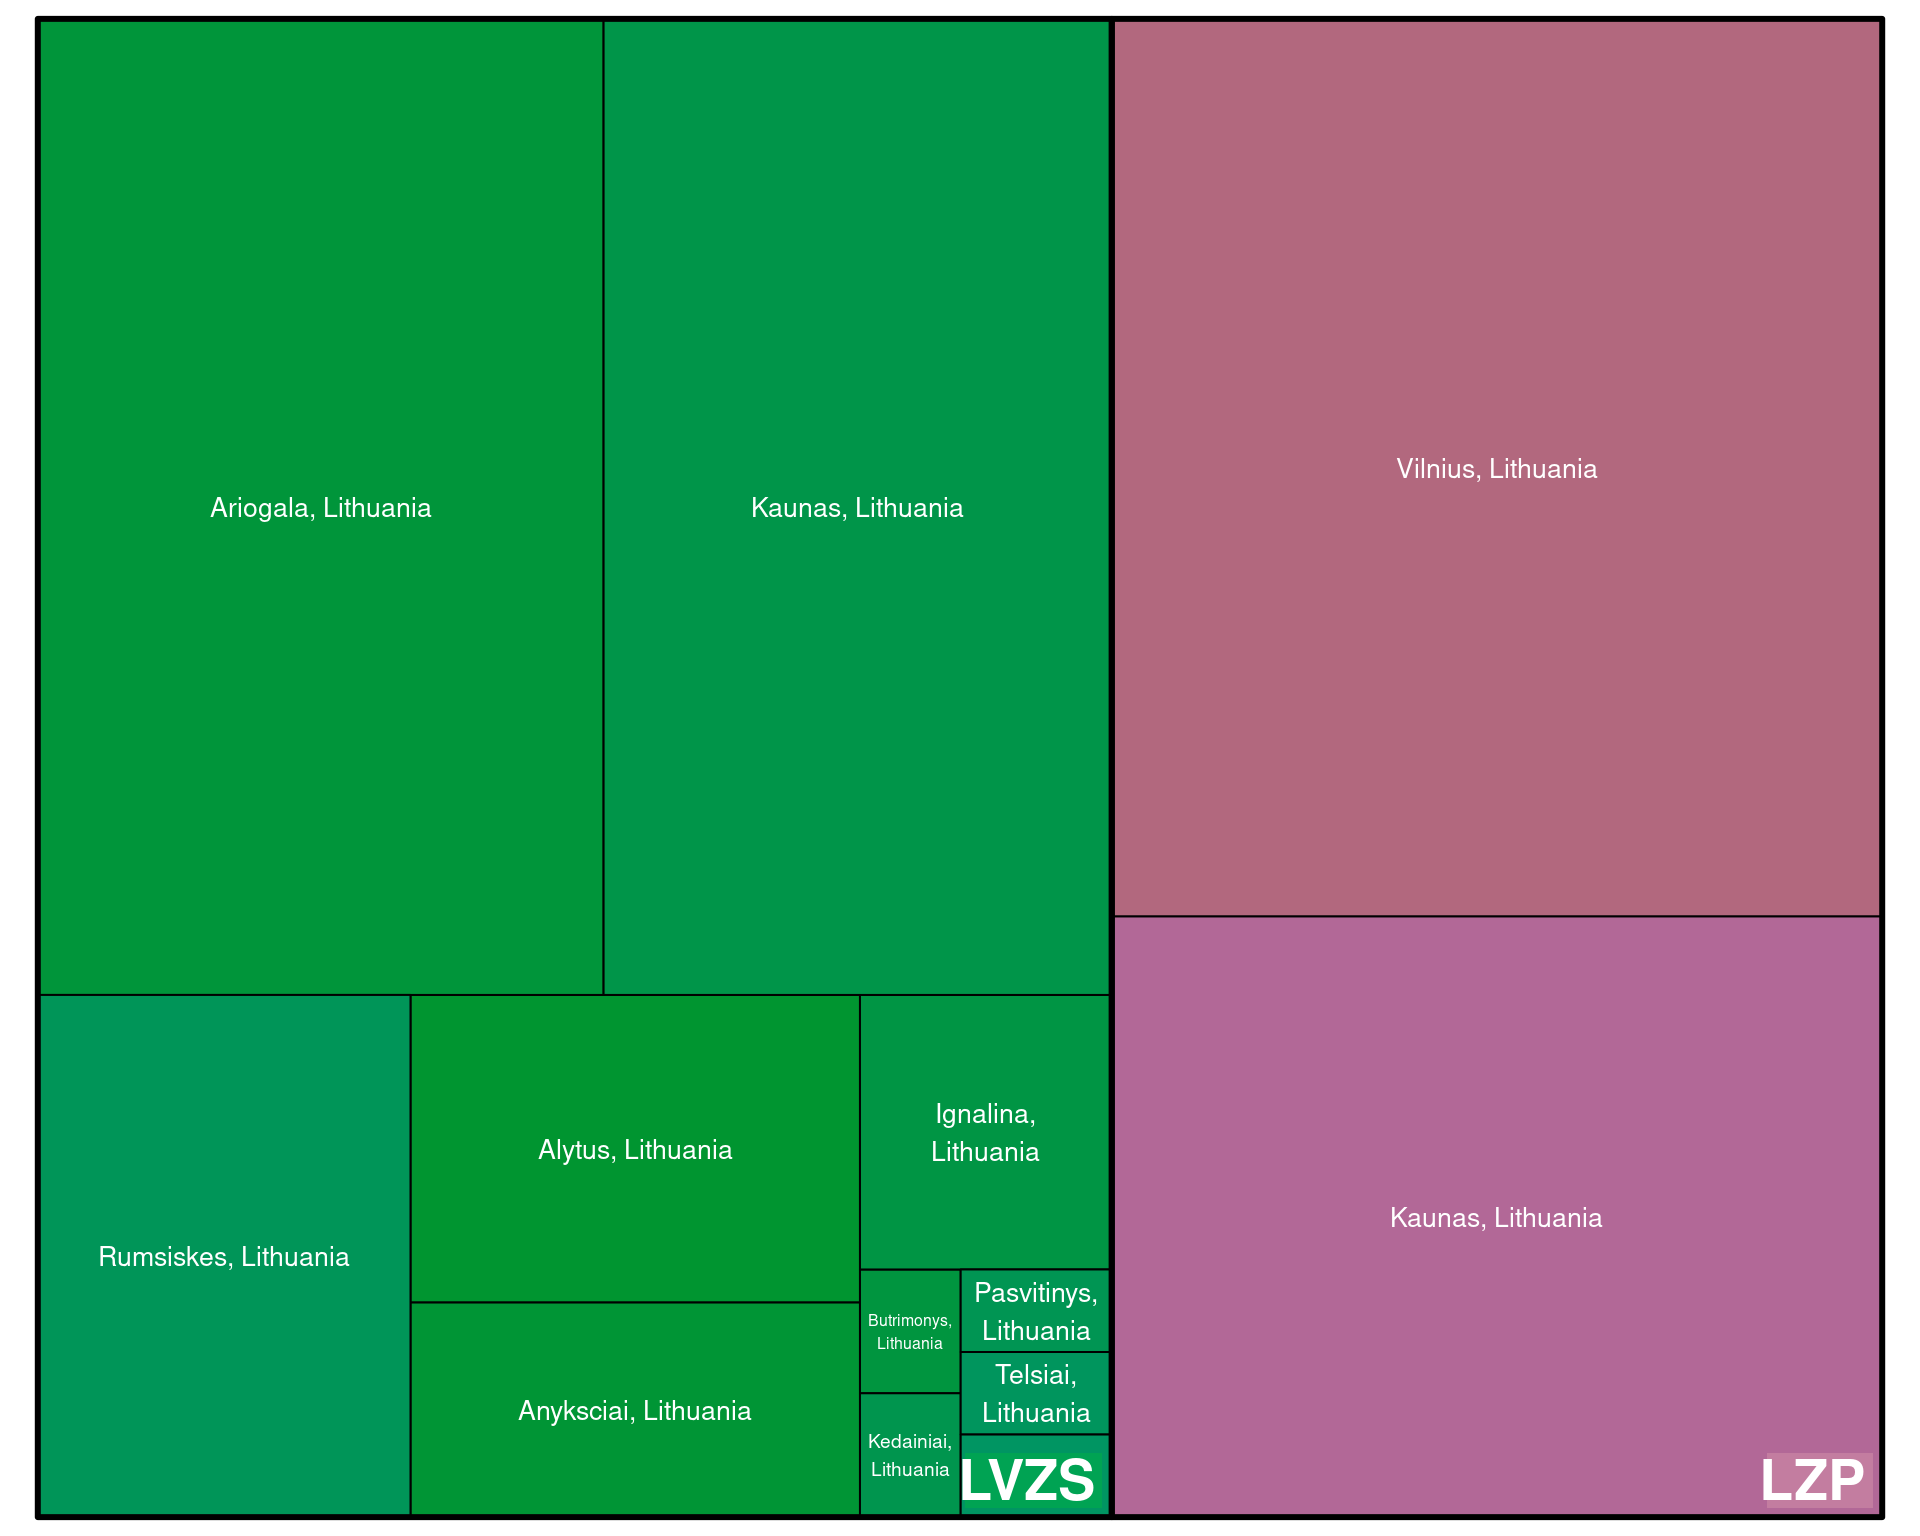 Ariogala, Lithuania
Kaunas, Lithuania
Vilnius, Lithuania
Rumsiskes, Lithuania
Alytus, Lithuania
Anyksciai, Lithuania
Ignalina,
Lithuania
Butrimonys,
Lithuania
Kedainiai,
Lithuania
Pasvitinys,
Lithuania
Telsiai,
Lithuania
LVZS
Kaunas, Lithuania
LZP